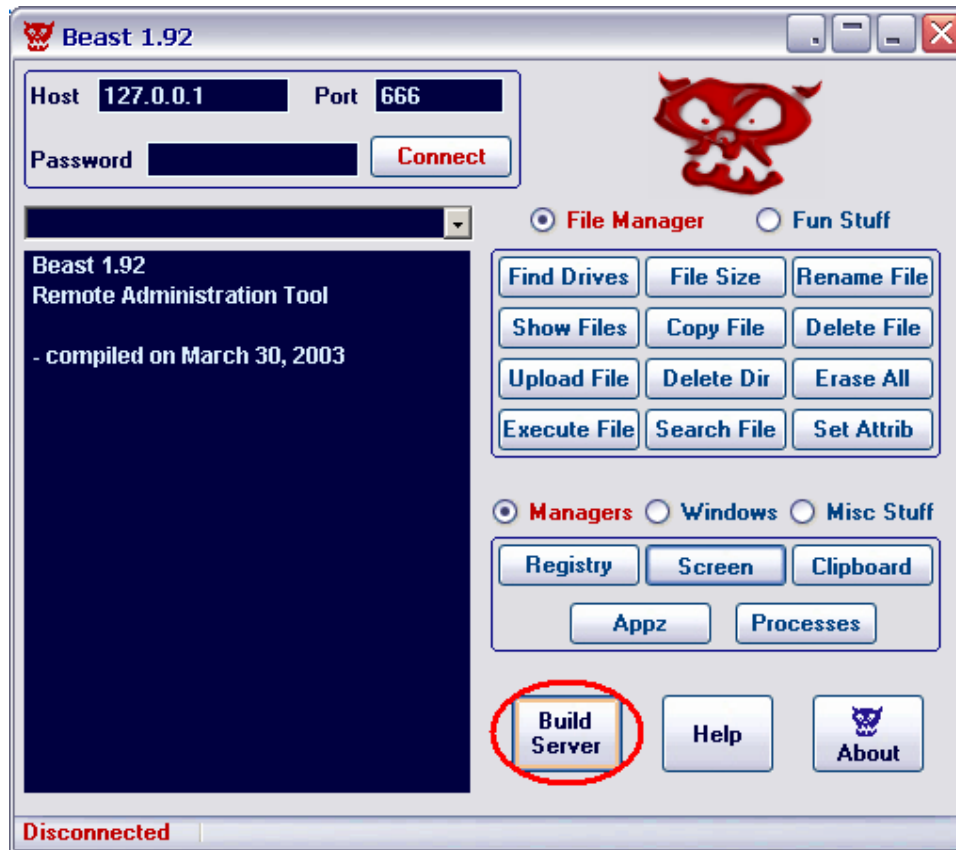 Beast 1.92
Host 127.0.0.1 Port 666
Password Connect
File Manager Fun Stuff
Beast 1.92
Remote Administration Tool
- compiled on March 30, 2003
Find Drives File Size Rename File
Show Files Copy File Delete File
Upload File Delete Dir Erase All
Execute File Search File Set Attrib
Managers Windows Misc Stuff
Registry Screen Clipboard
Appz Processes
Build
Server
Help
About
Disconnected